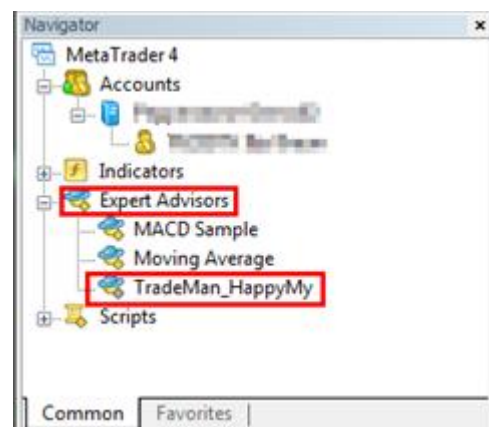 Navigator
MetaTrader 4
Accounts
Indicators
Expert Advisors
MACD Sample
Moving Average
TradeMan_HappyMy
Scripts
Common Favorites